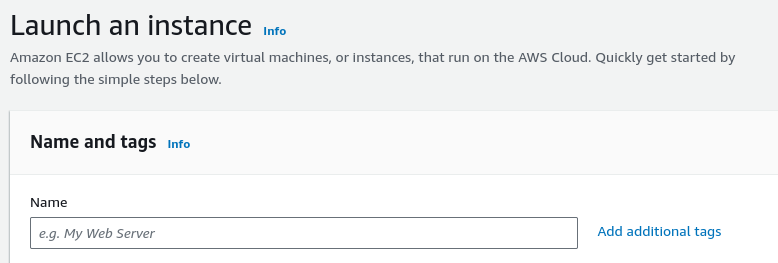 Launch an instance Info
Amazon EC2 allows you to create virtual machines, or instances, that run on the AWS Cloud. Quickly get started by
following the simple steps below.
Name and tags Info
Name
e.g. My Web Server Add additional tags